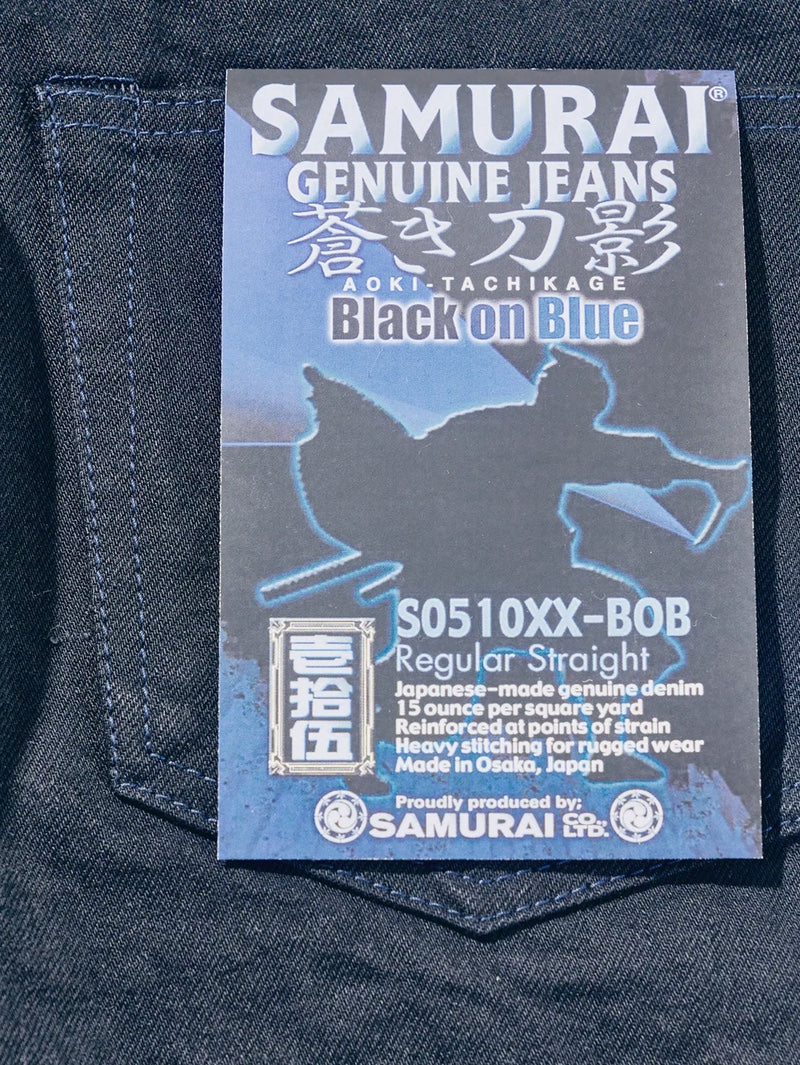 SAMURAI®
GENUINE JEANS
蒼き刀影
AOKI-TACHIKAGE
Black on Blue
S0510XX-BOB
Regular Straight
壱拾伍
Japanese-made genuine denim
15 ounce per square yard
Reinforced at points of strain
Heavy stitching for rugged wear
Made in Osaka, Japan
Proudly produced by;
SAMURAI CO., LTD.